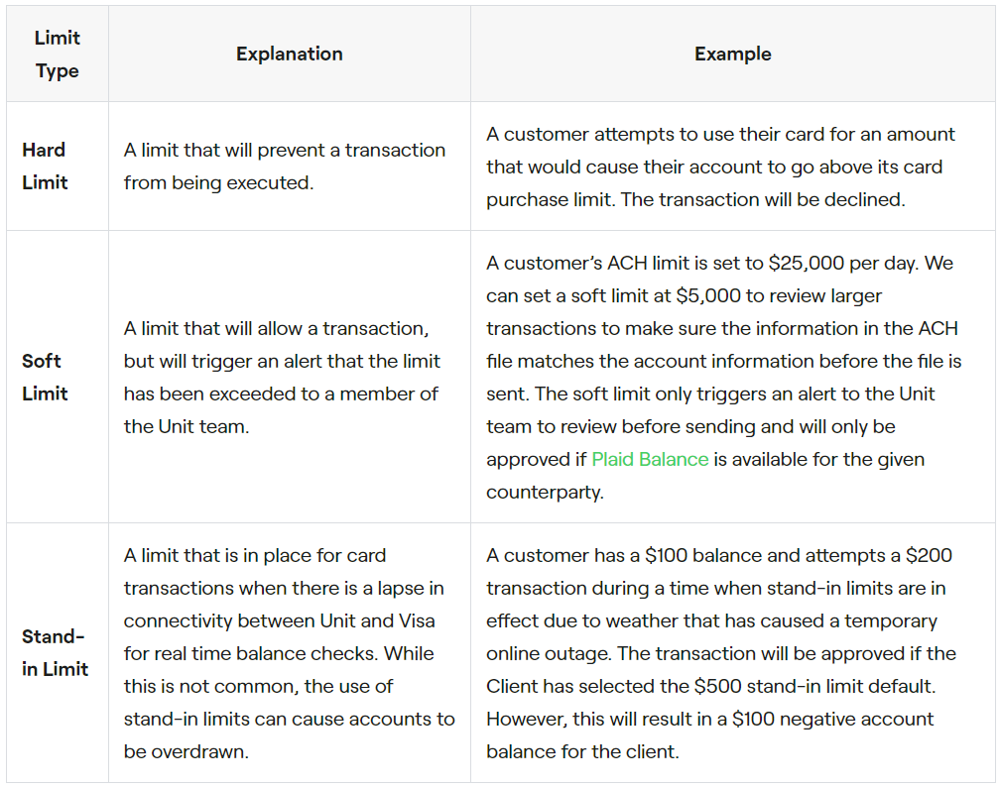 Limit
Type
Explanation
Example
Hard
Limit
A limit that will prevent a transaction
from being executed.
A customer attempts to use their card for an amount
that would cause their account to go above its card
purchase limit. The transaction will be declined.
Soft
Limit
A limit that will allow a transaction,
but will trigger an alert that the limit
has been exceeded to a member of
the Unit team.
A customer’s ACH limit is set to $25,000 per day. We
can set a soft limit at $5,000 to review larger
transactions to make sure the information in the ACH
file matches the account information before the file is
sent. The soft limit only triggers an alert to the Unit
team to review before sending and will only be
approved if Plaid Balance is available for the given
counterparty.
Stand-
in Limit
A limit that is in place for card
transactions when there is a lapse in
connectivity between Unit and Visa
for real time balance checks. While
this is not common, the use of
stand-in limits can cause accounts to
be overdrawn.
A customer has a $100 balance and attempts a $200
transaction during a time when stand-in limits are in
effect due to weather that has caused a temporary
online outage. The transaction will be approved if the
Client has selected the $500 stand-in limit default.
However, this will result in a $100 negative account
balance for the client.